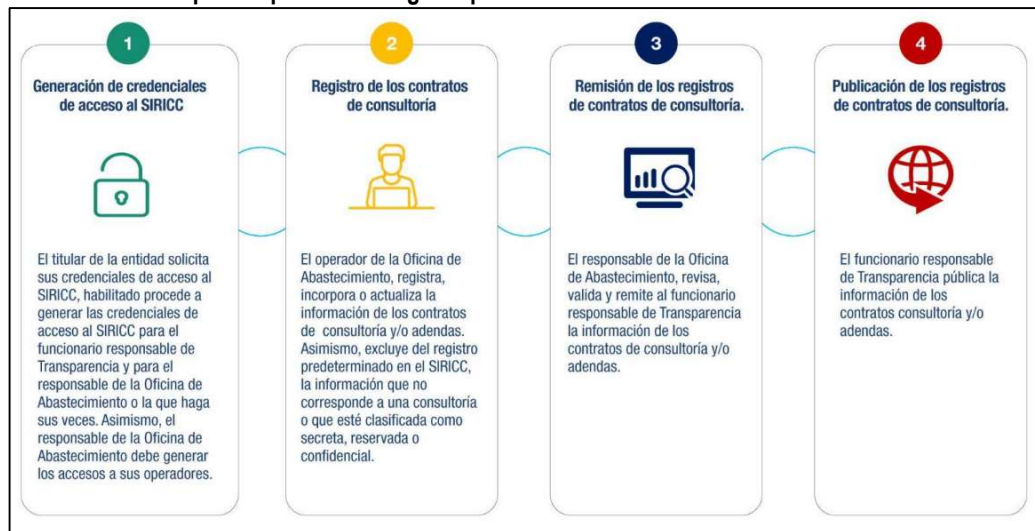 1
Generación de credenciales
de acceso al SIRICC
El titular de la entidad solicita
sus credenciales de acceso al
SIRICC, habilitado procede a
generar las credenciales de
acceso al SIRICC para el
funcionario responsable de
Transparencia y para el
responsable de la Oficina de
Abastecimiento o la que haga
sus veces. Asimismo, el
responsable de la Oficina de
Abastecimiento debe generar
los accesos a sus operadores.
2
Registro de los contratos
de consultoría
El operador de la Oficina de
Abastecimiento, registra,
incorpora o actualiza la
información de los contratos
de consultoría y/o adendas.
Asimismo, excluye del registro
predeterminado en el SIRICC,
la información que no
corresponde a una consultoría
o que esté clasificada como
secreta, reservada o
confidencial.
3
Remisión de los registros
de contratos de consultoría.
El responsable de la Oficina
de Abastecimiento, revisa,
valida y remite al funcionario
responsable de Transparencia
la información de los
contratos de consultoría y/o
adendas.
4
Publicación de los registros
de contratos de consultoría.
El funcionario responsable
de Transparencia pública la
información de los
contratos consultoría y/o
adendas.